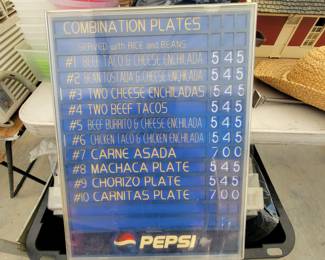 COMBINATION PLATES
SERVED with RICE and BEANS
#1 BEEF TACO & CHEESE ENCHILADA 5 45
#2 BEAN TOSTADA & CHEESE ENCHILADA 5 45
#3 TWO CHEESE ENCHILADAS 5 45
#4 TWO BEEF TACOS 5 45
#5 BEEF BURRITO & CHEESE ENCHILADA 5 45
#6 CHICKEN TACO & CHICKEN ENCHILADA 5 45
#7 CARNE ASADA 7 00
#8 MACHACA PLATE 5 45
#9 CHORIZO PLATE 5 45
#10 CARNITAS PLATE 7 00
PEPSI